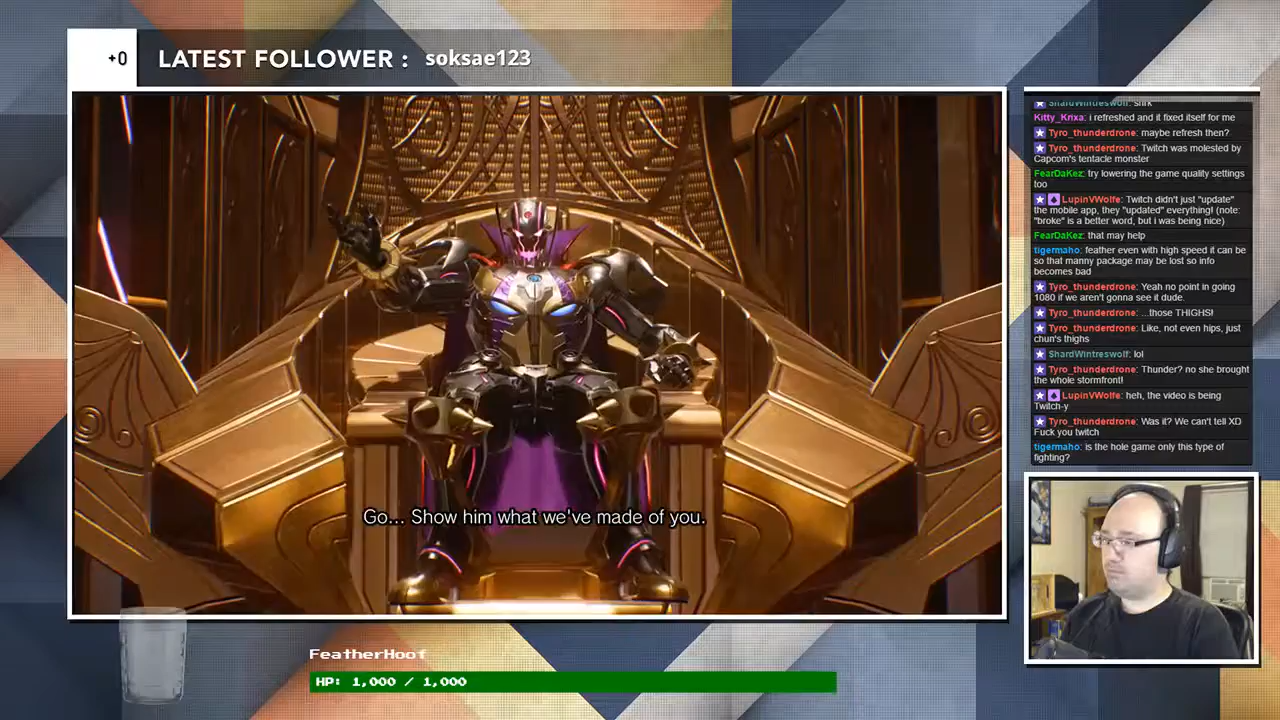 +0
LATEST FOLLOWER : soksae123
Go... Show him what we've made of you.
ShardWintreswolf: shrk
Kitty_Krixa: i refreshed and it fixed itself for me
Tyro_thunderdrone: maybe refresh then?
Tyro_thunderdrone: Twitch was molested by
Capcom's tentacle monster
FearDaKez: try lowering the game quality settings
too
LupinVWolfe: Twitch didn't just "update"
the mobile app, they "updated" everything! (note:
"broke" is a better word, but i was being nice)
FearDaKez: that may help
tigermaho: feather even with high speed it can be
so that manny package may be lost so info
becomes bad
Tyro_thunderdrone: Yeah no point in going
1080 if we aren't gonna see it dude.
Tyro_thunderdrone: ...those THIGHS!
Tyro_thunderdrone: Like, not even hips, just
chun's thighs
ShardWintreswolf: lol
Tyro_thunderdrone: Thunder? no she brought
the whole stormfront!
LupinVWolfe: heh, the video is being
Twitch-y
Tyro_thunderdrone: Was it? We can't tell XD
Fuck you twitch
tigermaho: is the hole game only this type of
fighting?
FeatherHoof
HP: 1,000 / 1,000